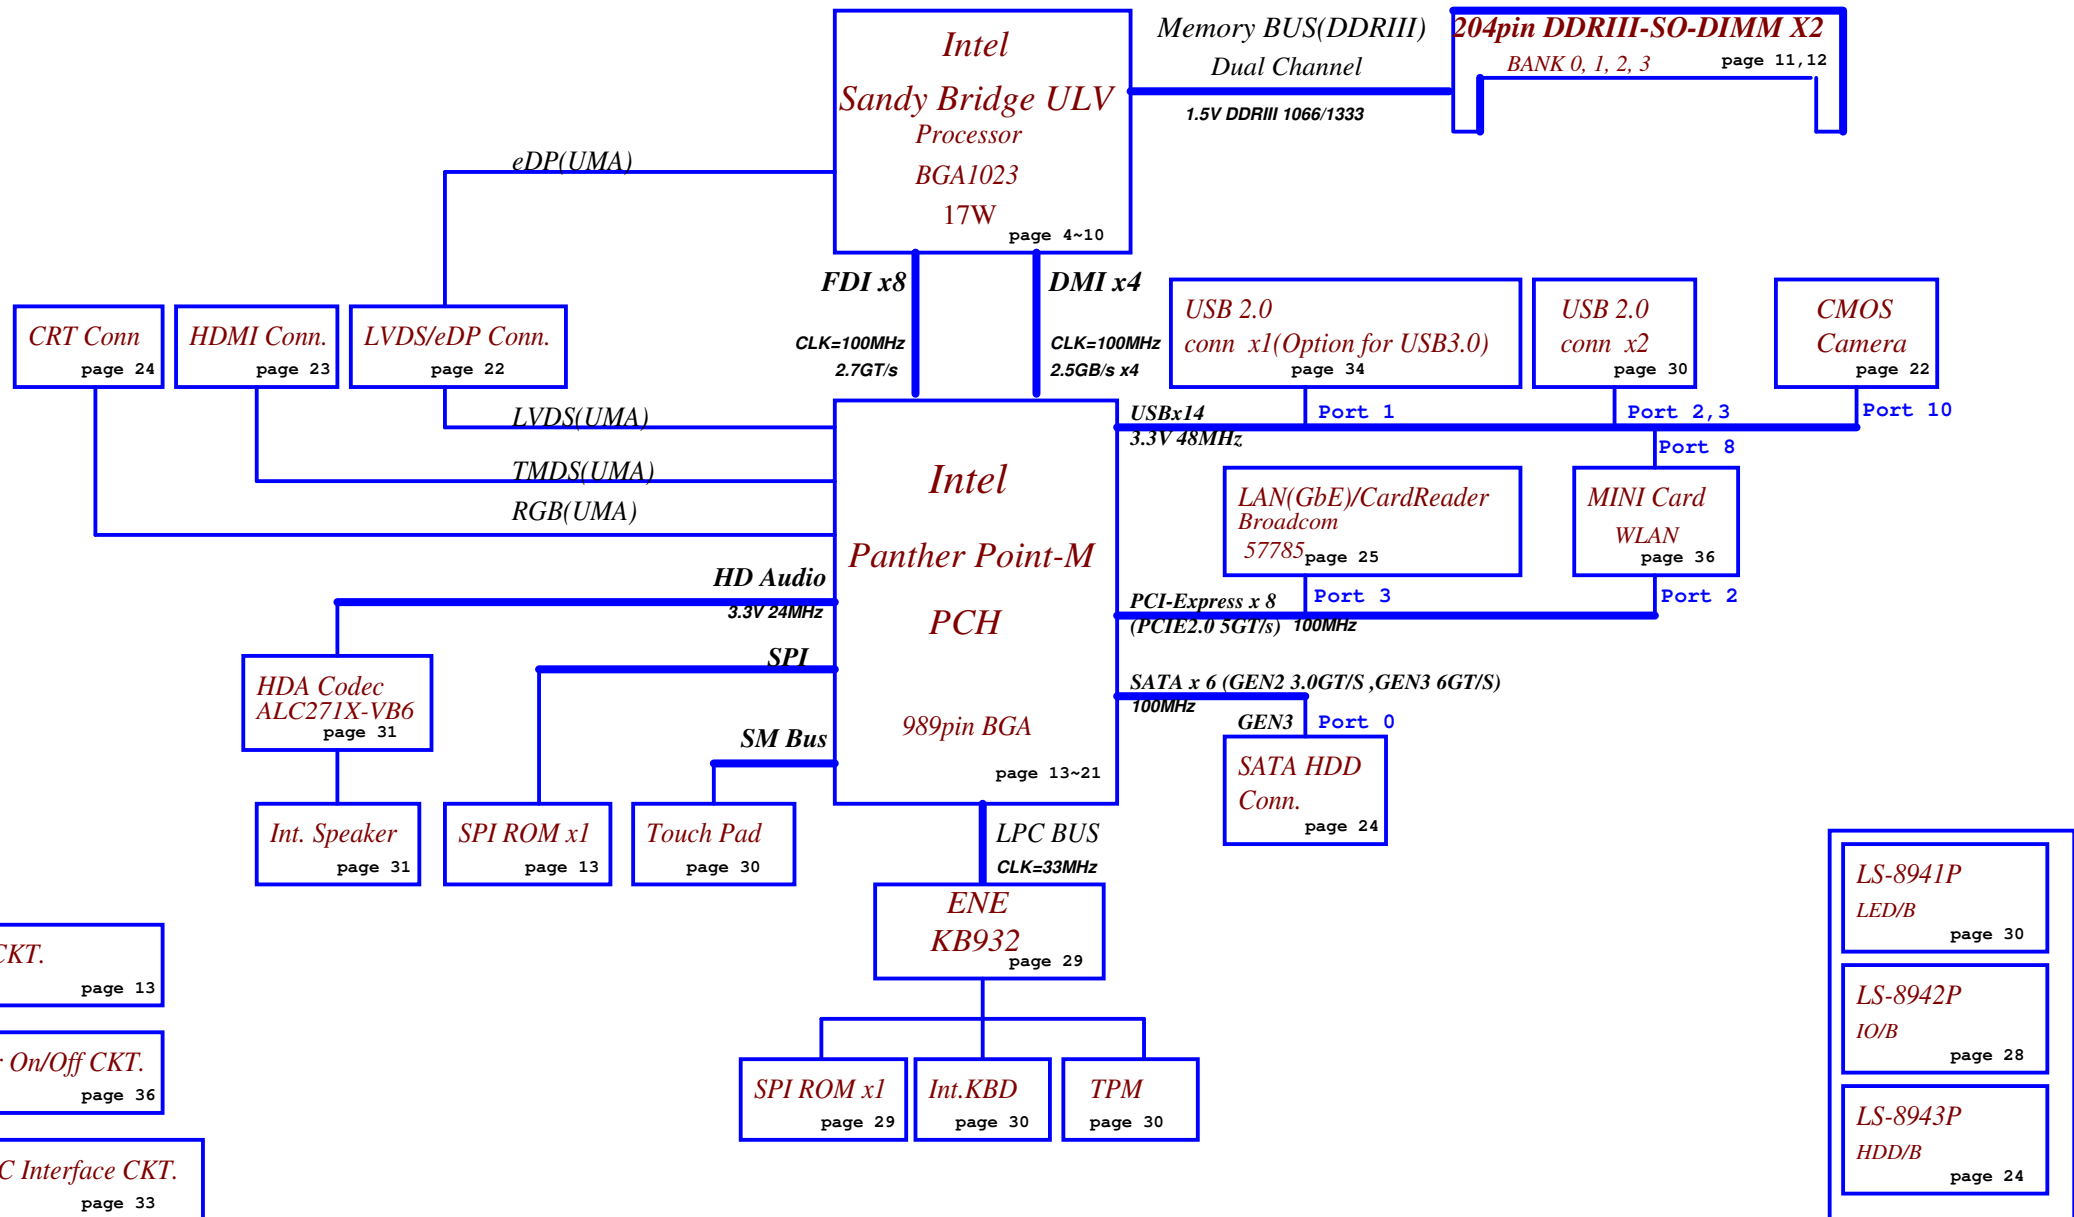 Intel
Sandy Bridge ULV
Processor
BGA1023
17W
page 4~10
Memory BUS(DDRIII)
Dual Channel
1.5V DDRIII 1066/1333
204pin DDRIII-SO-DIMM X2
BANK 0, 1, 2, 3
page 11,12
eDP(UMA)
FDI x8
CLK=100MHz
2.7GT/s
DMI x4
CLK=100MHz
2.5GB/s x4
CRT Conn
page 24
HDMI Conn.
page 23
LVDS/eDP Conn.
page 22
USB 2.0
conn x1(Option for USB3.0)
page 34
USB 2.0
conn x2
page 30
CMOS
Camera
page 22
USBx14
3.3V 48MHz
Port 1
Port 2,3
Port 10
Port 8
LVDS(UMA)
TMDS(UMA)
RGB(UMA)
Intel
Panther Point-M
PCH
989pin BGA
page 13~21
LAN(GbE)/CardReader
Broadcom
57785
page 25
MINI Card
WLAN
page 36
HD Audio
3.3V 24MHz
PCI-Express x 8
(PCIE2.0 5GT/s)
100MHz
Port 3
Port 2
SPI
SM Bus
HDA Codec
ALC271X-VB6
page 31
SATA x 6 (GEN2 3.0GT/S ,GEN3 6GT/S)
100MHz
GEN3
Port 0
SATA HDD
Conn.
page 24
Int. Speaker
page 31
SPI ROM x1
page 13
Touch Pad
page 30
LPC BUS
CLK=33MHz
ENE
KB932
page 29
SPI ROM x1
page 29
Int.KBD
page 30
TPM
page 30
CKT.
page 13
On/Off CKT.
page 36
C Interface CKT.
page 33
LS-8941P
LED/B
page 30
LS-8942P
IO/B
page 28
LS-8943P
HDD/B
page 24